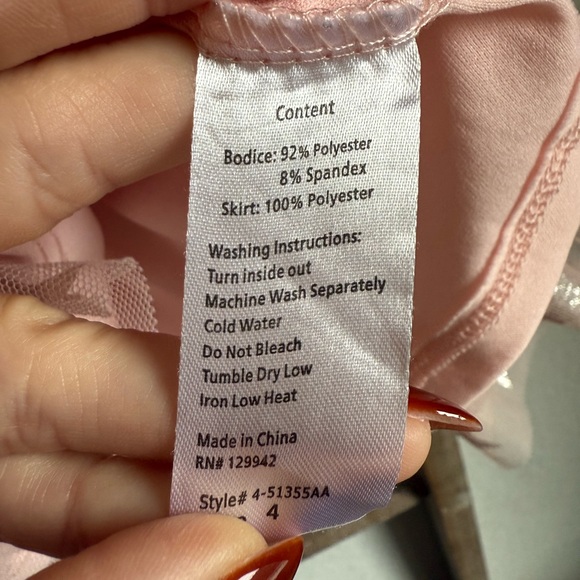 Content
Bodice: 92% Polyester
8% Spandex
Skirt: 100% Polyester
Washing Instructions:
Turn inside out
Machine Wash Separately
Cold Water
Do Not Bleach
Tumble Dry Low
Iron Low Heat
Made in China
RN# 129942
Style# 4-51355AA
4